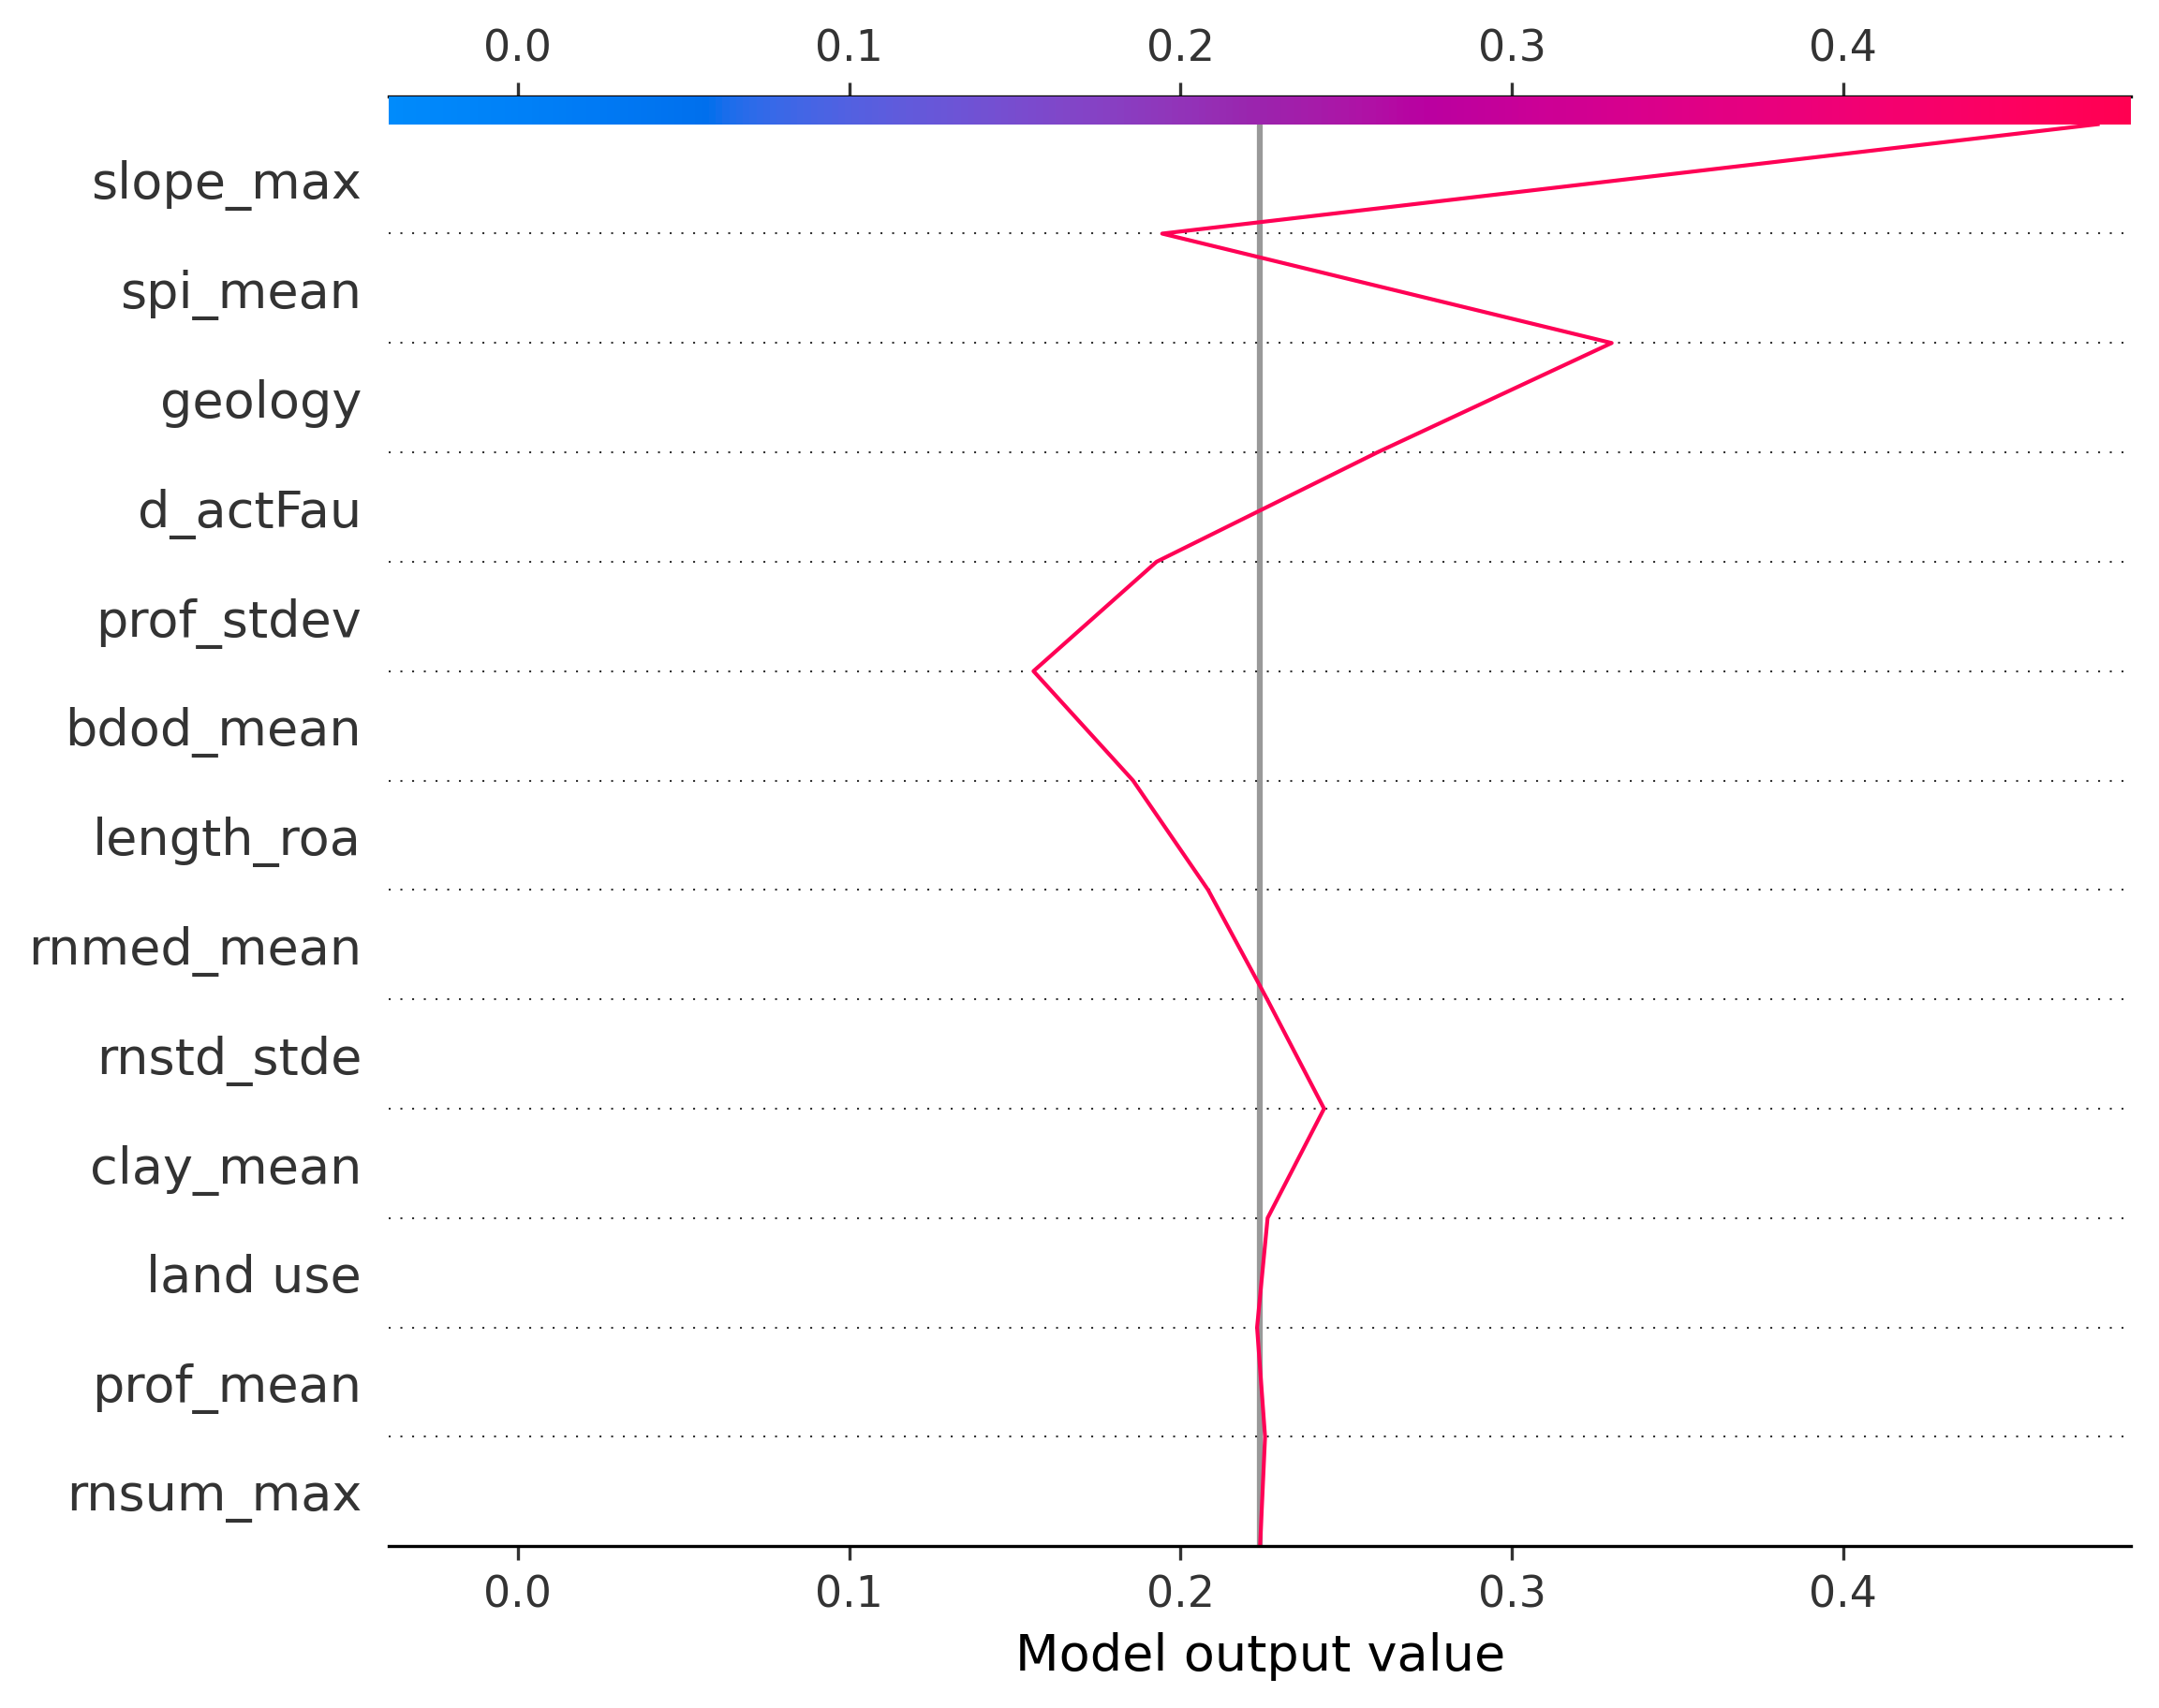 0.0 0.1 0.2 0.3 0.4
slope_max
spi_mean
geology
d_actFau
prof_stdev
bdod_mean
length_roa
rnmed_mean
rnstd_stde
clay_mean
land use
prof_mean
rnsum_max
0.0 0.1 0.2 0.3 0.4
Model output value